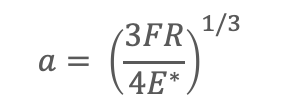 a = (3FR / 4E*)^1/3